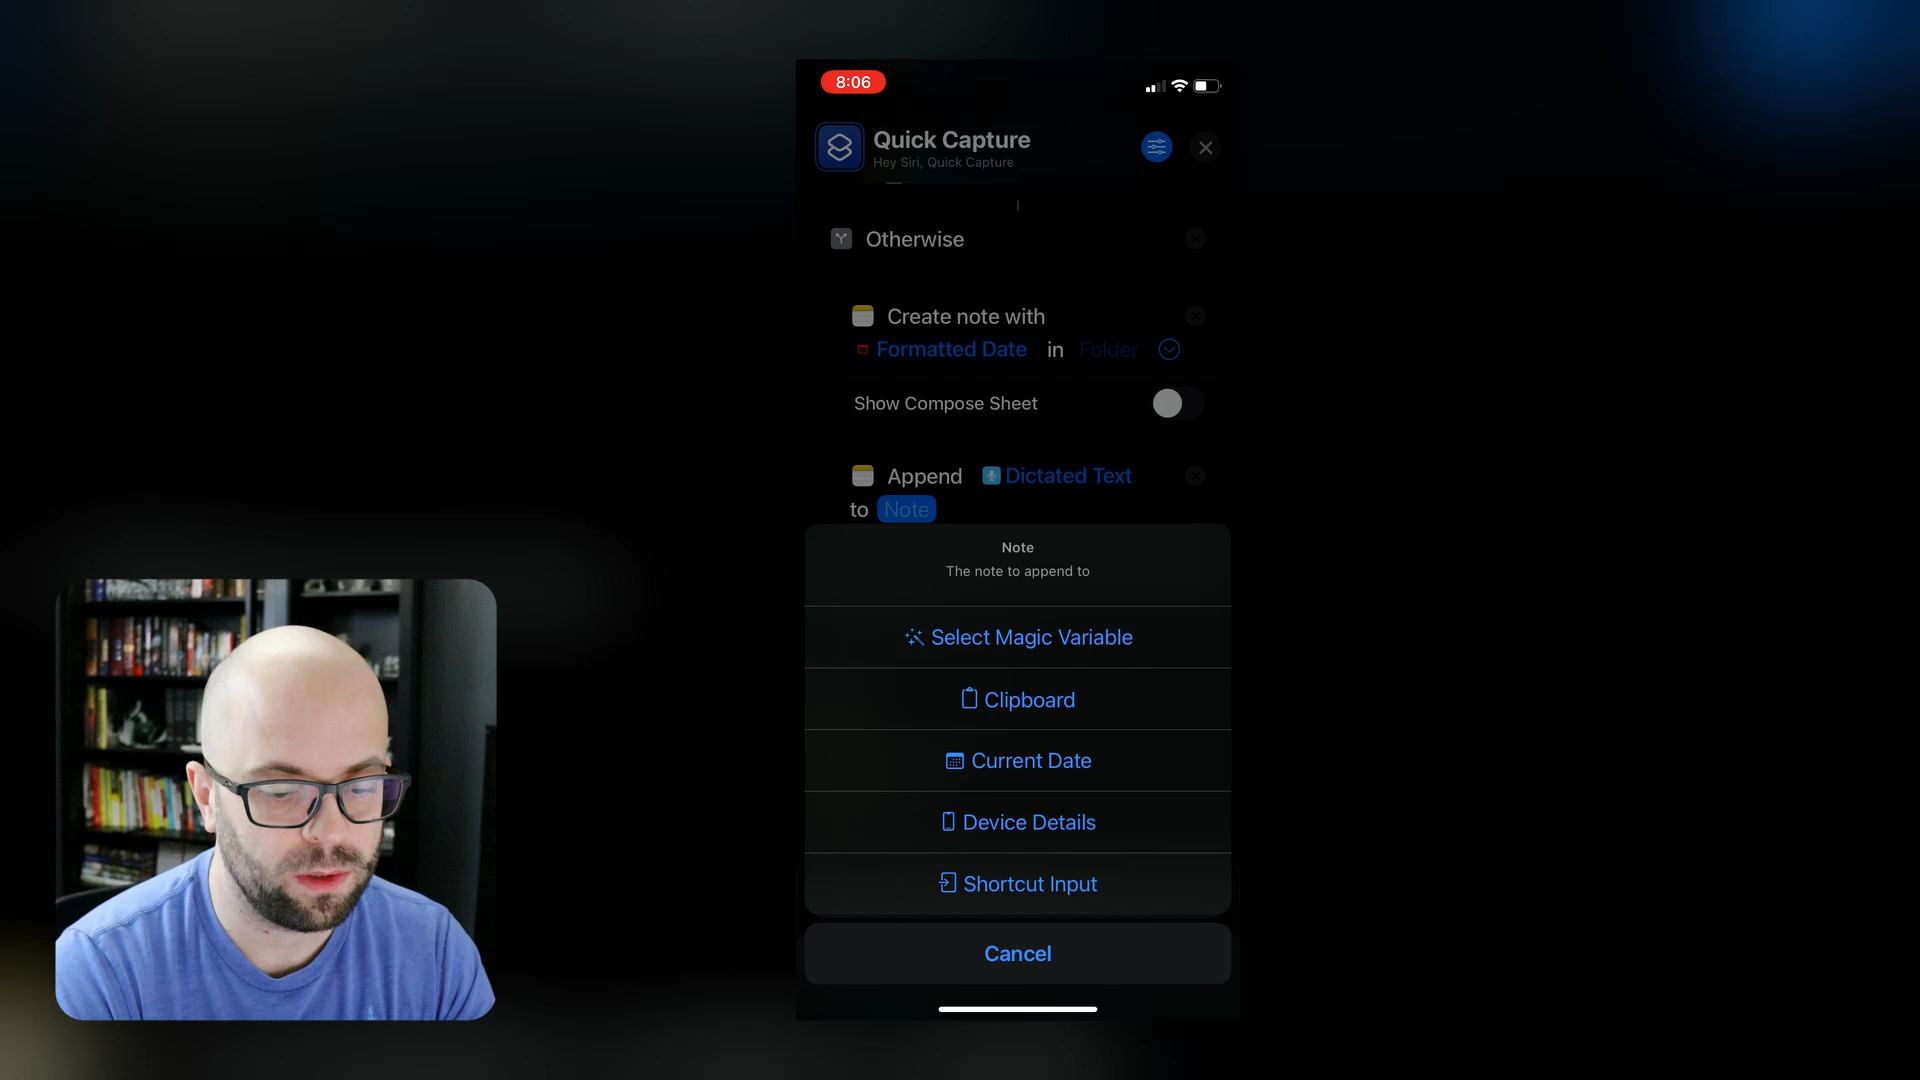 8:06
Quick Capture
Hey Siri, Quick Capture
Otherwise
Create note with
Formatted Date in Folder
Show Compose Sheet
Append Dictated Text
to Note
Note
The note to append to
Select Magic Variable
Clipboard
Current Date
Device Details
Shortcut Input
Cancel